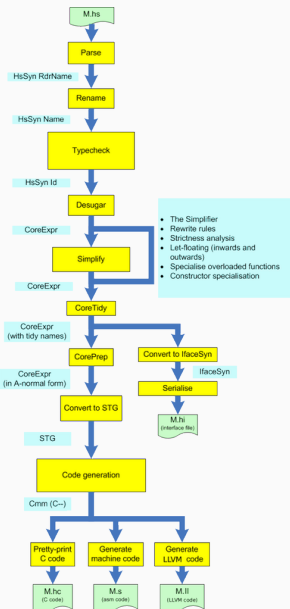 M.hs
Parse
HsSyn RdrName
Rename
HsSyn Name
Typecheck
HsSyn Id
Desugar
CoreExpr
Simplify
• The Simplifier
• Rewrite rules
• Strictness analysis
• Let-floating (inwards and
outwards)
• Specialise overloaded functions
• Constructor specialisation
CoreExpr
CoreTidy
CoreExpr
(with tidy names)
CorePrep
Convert to IfaceSyn
IfaceSyn
CoreExpr
(in A-normal form)
Serialise
Convert to STG
M.hi
(interface file)
STG
Code generation
Cmm (C--)
Pretty-print
C code
Generate
machine code
Generate
LLVM code
M.hc
(C code)
M.s
(asm code)
M.ll
(LLVM code)